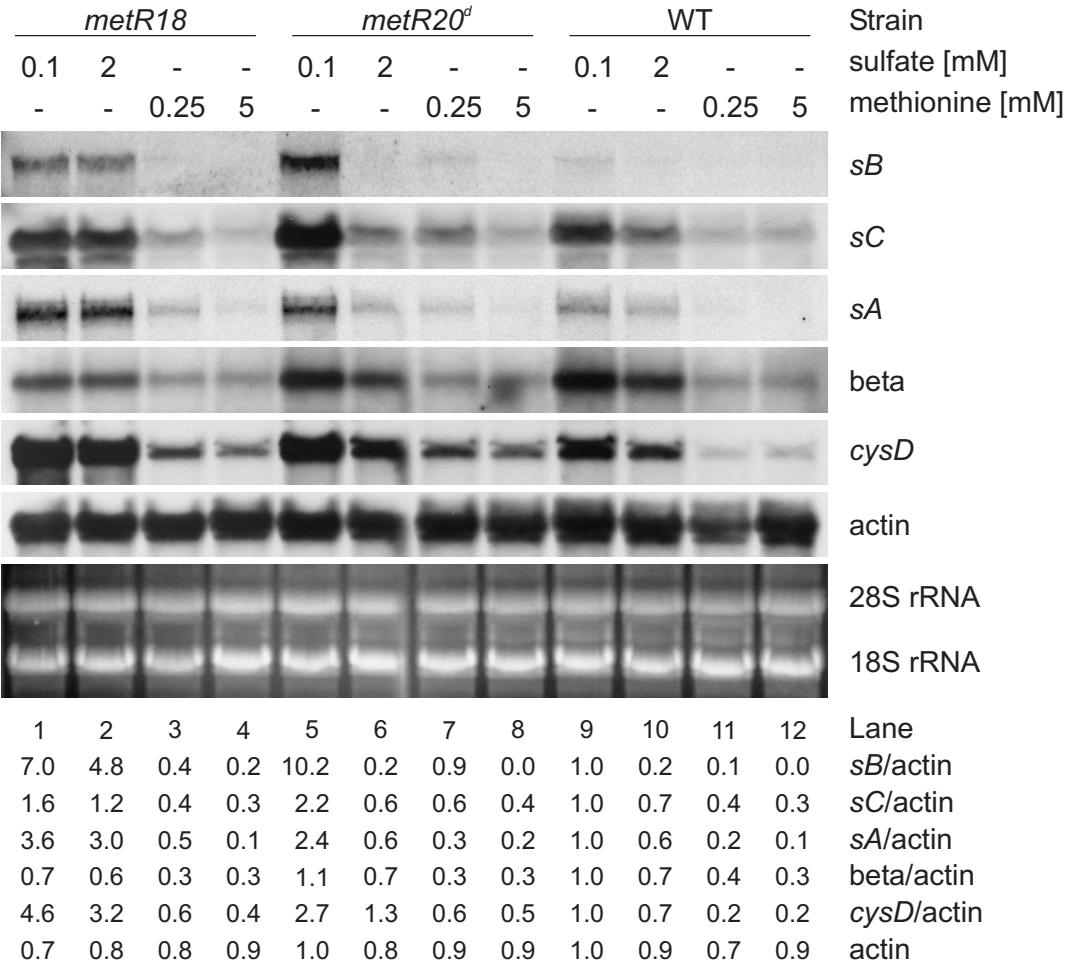 metR18 metR20d WT Strain
0.1 2 - - 0.1 2 - - 0.1 2 - - sulfate [mM]
- - 0.25 5 - - 0.25 5 - - 0.25 5 methionine [mM]
sB
sC
sA
beta
cysD
actin
28S rRNA
18S rRNA
1 2 3 4 5 6 7 8 9 10 11 12 Lane
7.0 4.8 0.4 0.2 10.2 0.2 0.9 0.0 1.0 0.2 0.1 0.0 sB/actin
1.6 1.2 0.4 0.3 2.2 0.6 0.6 0.4 1.0 0.7 0.4 0.3 sC/actin
3.6 3.0 0.5 0.1 2.4 0.6 0.3 0.2 1.0 0.6 0.2 0.1 sA/actin
0.7 0.6 0.3 0.3 1.1 0.7 0.3 0.3 1.0 0.7 0.4 0.3 beta/actin
4.6 3.2 0.6 0.4 2.7 1.3 0.6 0.5 1.0 0.7 0.2 0.2 cysD/actin
0.7 0.8 0.8 0.9 1.0 0.8 0.9 0.9 1.0 0.9 0.7 0.9 actin